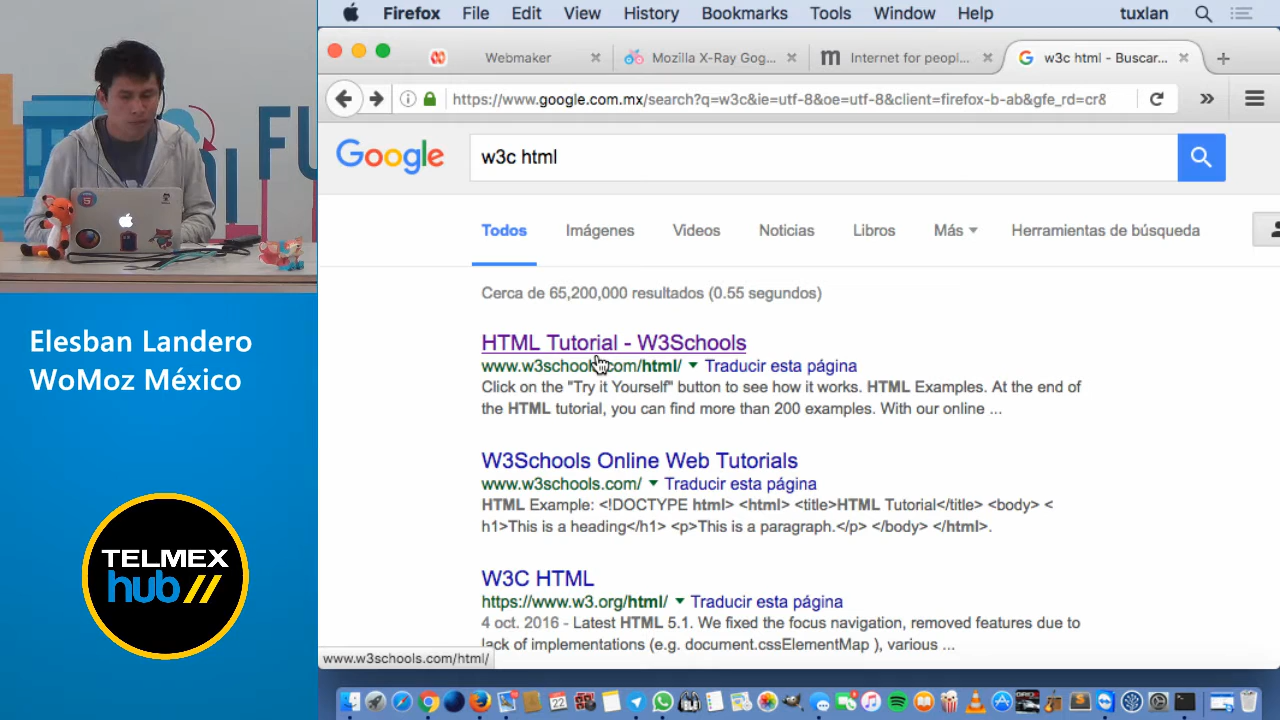 Firefox File Edit View History Bookmarks Tools Window Help tuxlan
Webmaker Mozilla X-Ray Gog... Internet for peopl... w3c html - Buscar...
https://www.google.com.mx/search?q=w3c&ie=utf-8&oe=utf-8&client=firefox-b-ab&gfe_rd=cr&
Google w3c html
Todos Imágenes Videos Noticias Libros Más Herramientas de búsqueda
Cerca de 65,200,000 resultados (0.55 segundos)
HTML Tutorial - W3Schools
www.w3schools.com/html/ Traducir esta página
Click on the "Try it Yourself" button to see how it works. HTML Examples. At the end of
the HTML tutorial, you can find more than 200 examples. With our online ...
W3Schools Online Web Tutorials
www.w3schools.com/ Traducir esta página
HTML Example: <!DOCTYPE html> <html> <title>HTML Tutorial</title> <body> <
h1>This is a heading</h1> <p>This is a paragraph.</p> </body> </html>.
W3C HTML
https://www.w3.org/html/ Traducir esta página
4 oct. 2016 - Latest HTML 5.1. We fixed the focus navigation, removed features due to
lack of implementations (e.g. document.cssElementMap ), various ...
www.w3schools.com/html/
FU
5
Elesban Landero
WoMoz México
TELMEX
hub//
22